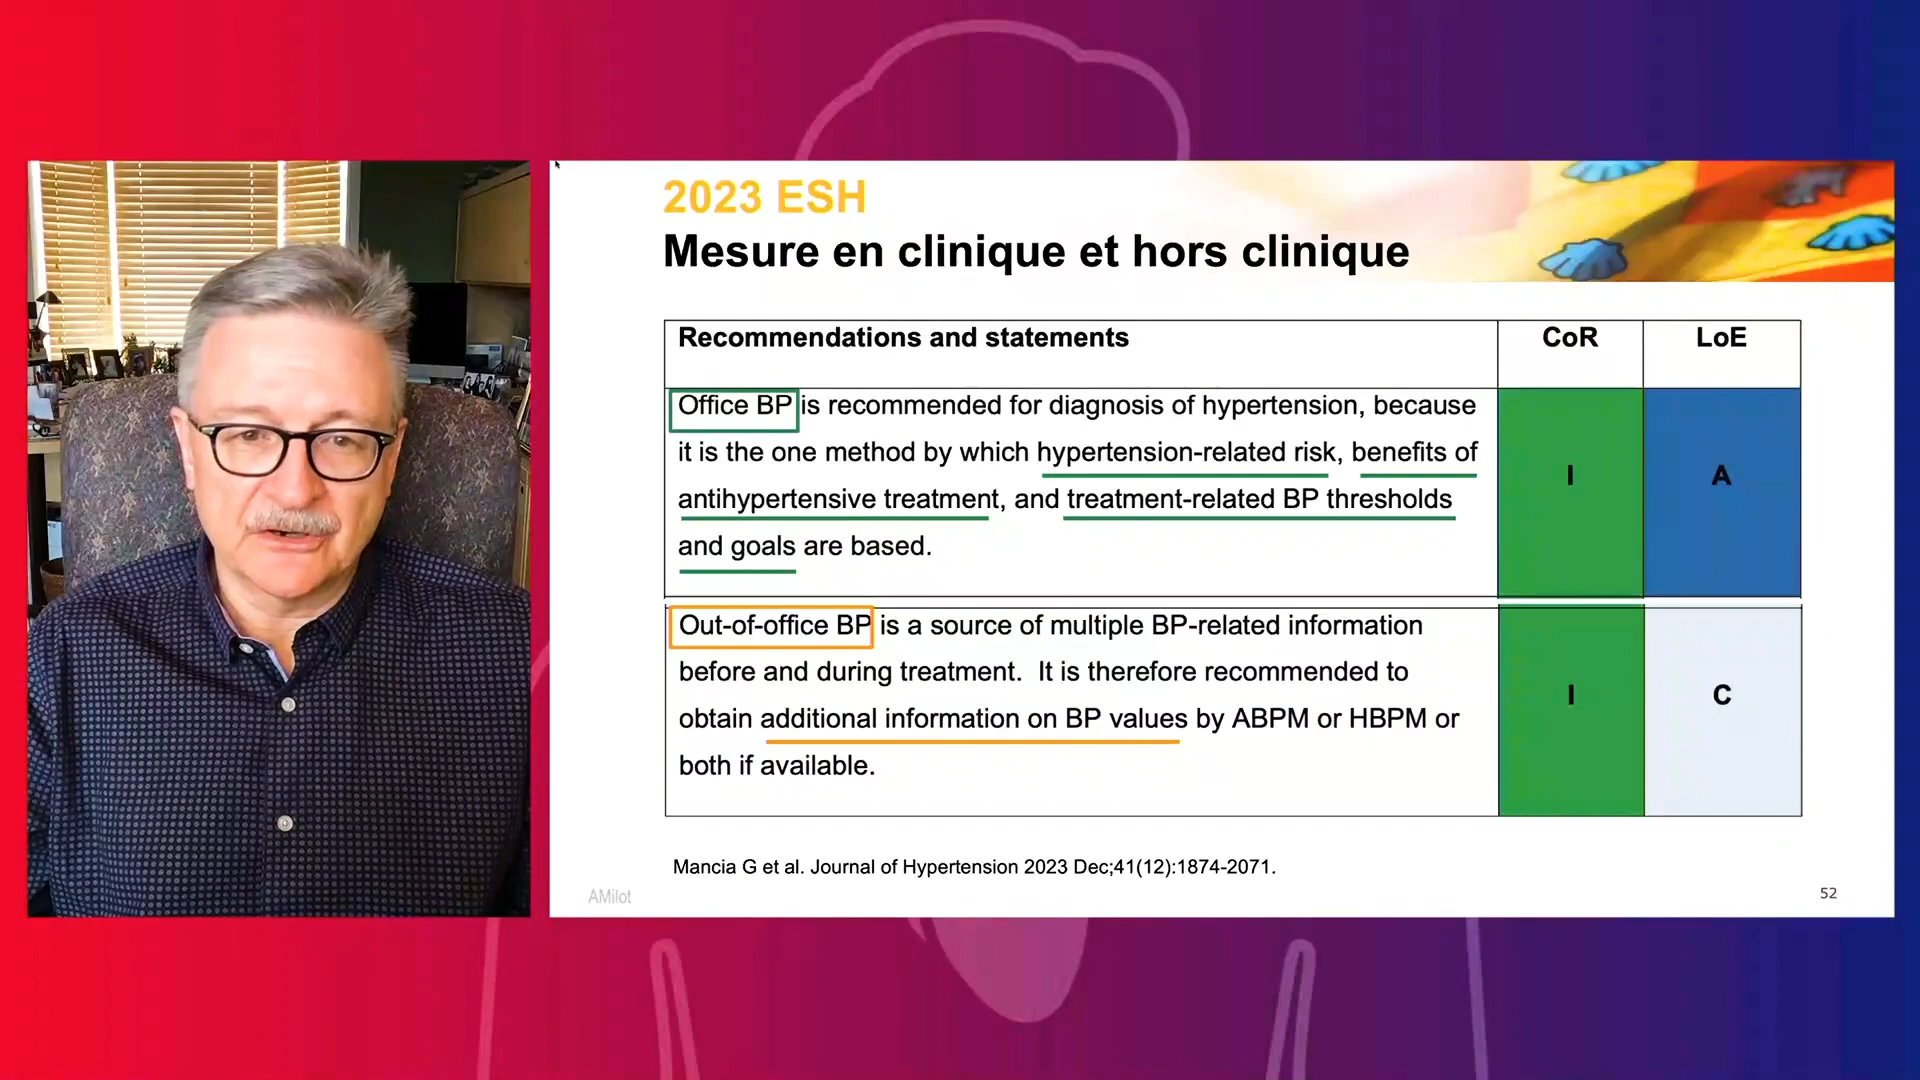 2023 ESH
Mesure en clinique et hors clinique
Recommendations and statements CoR LoE
Office BP is recommended for diagnosis of hypertension, because
it is the one method by which hypertension-related risk, benefits of
antihypertensive treatment, and treatment-related BP thresholds
and goals are based.
I A
Out-of-office BP is a source of multiple BP-related information
before and during treatment. It is therefore recommended to
obtain additional information on BP values by ABPM or HBPM or
both if available.
I C
Mancia G et al. Journal of Hypertension 2023 Dec;41(12):1874-2071.
AMilot
52